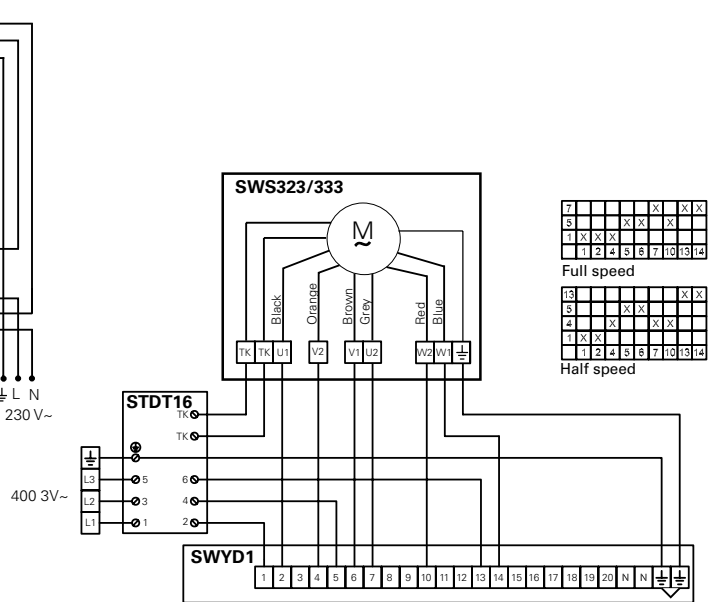 SWS323/333
M
~
Black
Orange
Brown
Grey
Red
Blue
TK TK U1 V2 V1 U2 W2 W1
7 X X X
5 X X X
1 X X X
1 2 4 5 6 7 10 13 14
Full speed
13 X X
5 X X
4 X X X
1 X X
1 2 4 5 6 7 10 13 14
Half speed
L N
230 V~
STDT16
TK
TK
L3 5 6
400 3V~
L2 3 4
L1 1 2
SWYD1
1 2 3 4 5 6 7 8 9 10 11 12 13 14 15 16 17 18 19 20 N N